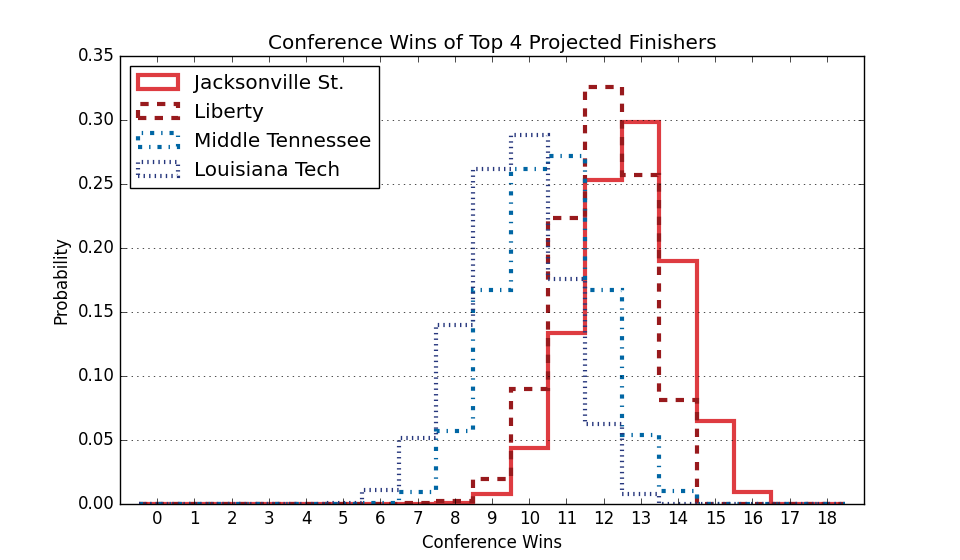 Conference Wins of Top 4 Projected Finishers
Jacksonville St.
Liberty
Middle Tennessee
Louisiana Tech
0.35
0.30
0.25
0.20
0.15
0.10
0.05
0.00
Probability
0 1 2 3 4 5 6 7 8 9 10 11 12 13 14 15 16 17 18
Conference Wins